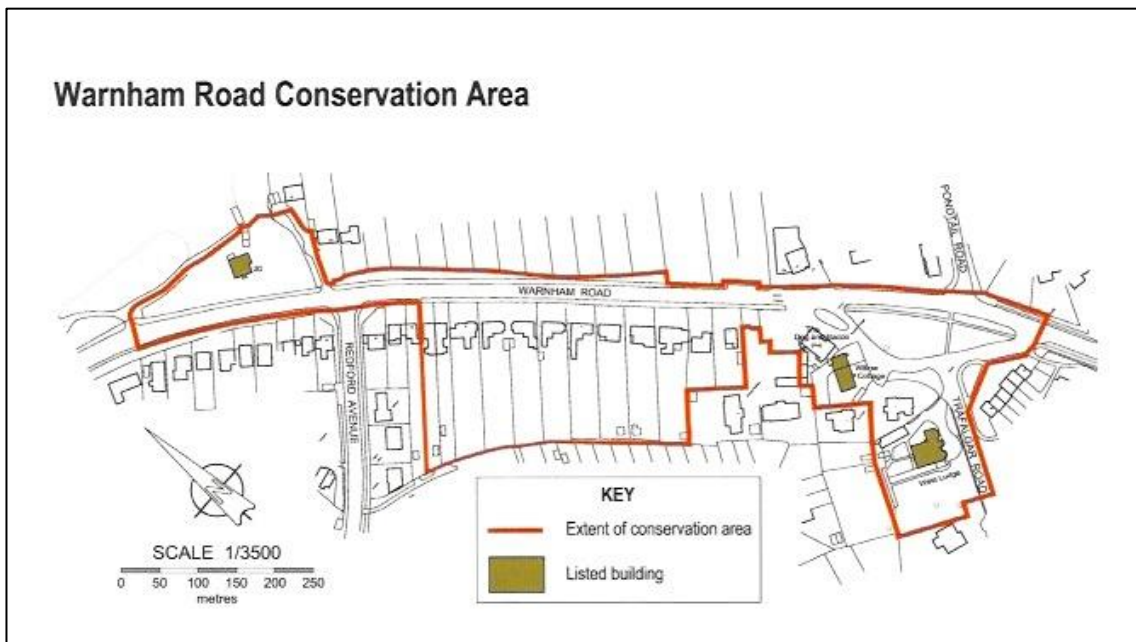 Warnham Road Conservation Area
PONDTAIL ROAD
WARNHAM ROAD
REDFORD AVENUE
Cottage
TRAFALGAR ROAD
West Lodge
KEY
Extent of conservation area
Listed building
SCALE 1/3500
0 50 100 150 200 250
metres